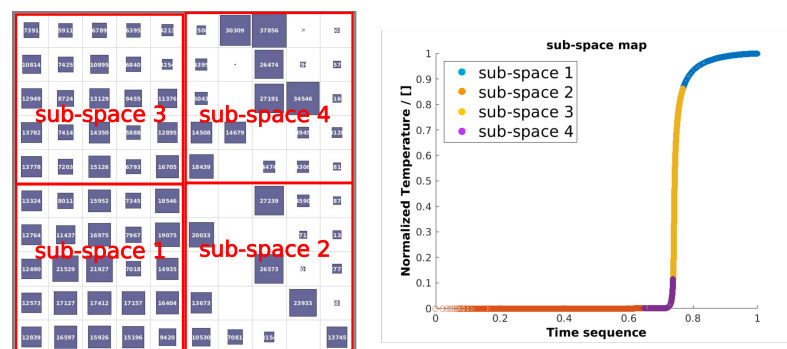 7391 5911 6789 6395 30309 37856
10814 7425 10895 6840 26474
12949 8724 13129 9455 11376 27191 34546
sub-space 3 sub-space 4
13782 7414 14350 5888 12895 14508 14679
13778 7203 15126 6793 16705 18439
13324 8011 15952 7345 18546 27239
12764 11437 16975 7967 19075 20033
sub-space 1 sub-space 2
12490 21529 21927 7018 14935 26573
12573 17127 17412 17157 16404 13673 23933
12839 16597 15926 15196 9420 10530 7081 13745
sub-space map
Normalized Temperature / []
1
0.9
0.8
0.7
0.6
0.5
0.4
0.3
0.2
0.1
0
sub-space 1
sub-space 2
sub-space 3
sub-space 4
0 0.2 0.4 0.6 0.8 1
Time sequence